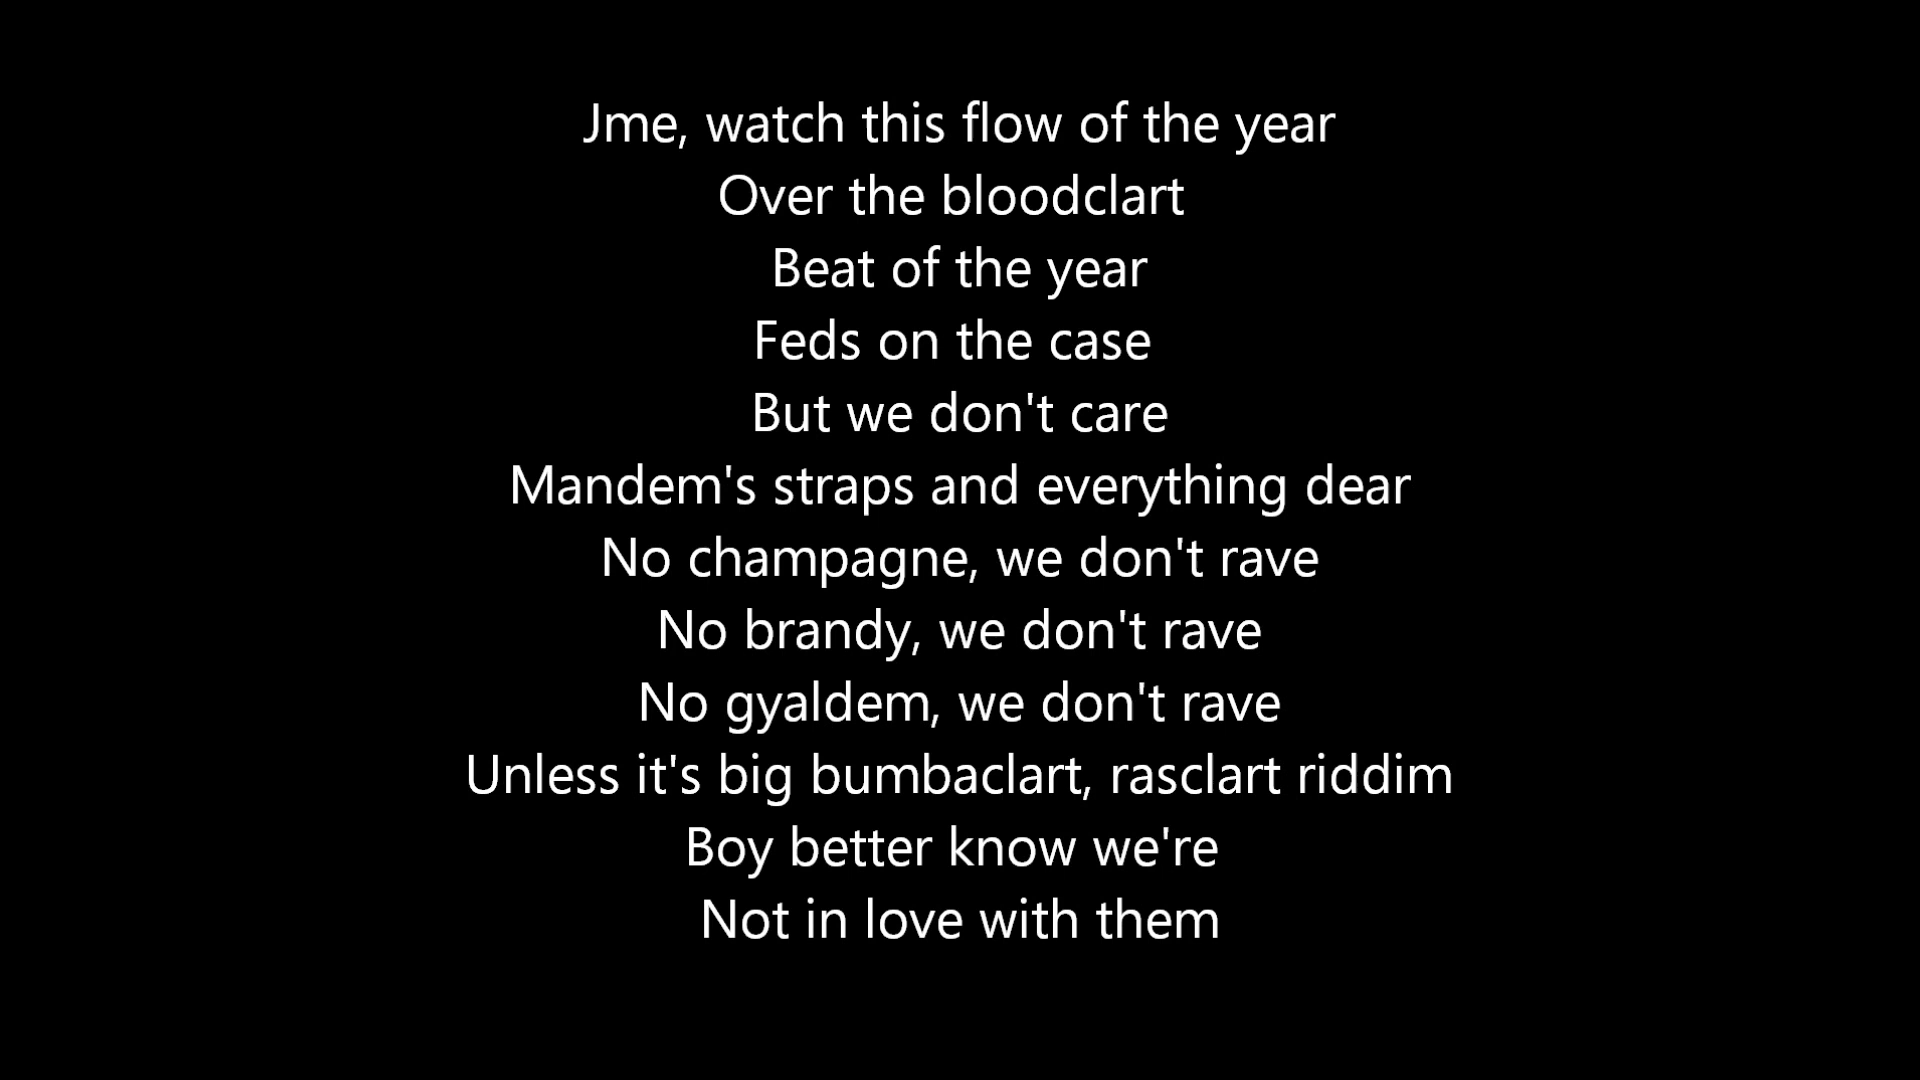 Jme, watch this flow of the year
Over the bloodclart
Beat of the year
Feds on the case
But we don't care
Mandem's straps and everything dear
No champagne, we don't rave
No brandy, we don't rave
No gyaldem, we don't rave
Unless it's big bumbaclart, rasclart riddim
Boy better know we're
Not in love with them